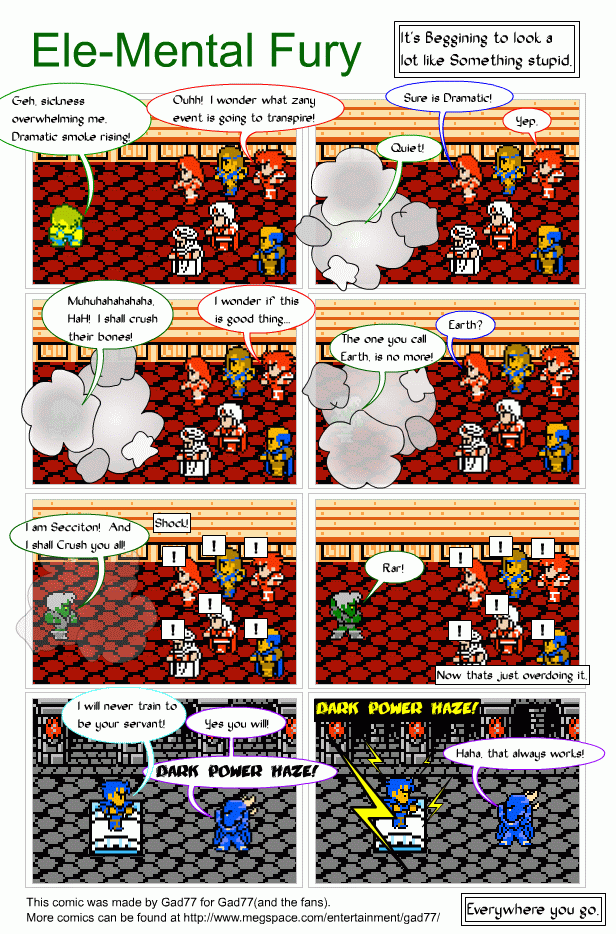 Ele-Mental Fury
It's Beggining to look a
lot like Something stupid.
Geh, sickness
overwhelming me.
Dramatic smoke rising!
Ouhh! I wonder what zany
event is going to transpire!
Sure is Dramatic!
Yep.
Quiet!
Muhuhahahahaha,
HaH! I shall crush
their bones!
I wonder if this
is good thing...
The one you call
Earth, is no more!
Earth?
I am Secciton! And
I shall Crush you all!
Shock!
!
!
!
!
!
!
Rar!
!
!
!
!
!
!
Now thats just overdoing it.
I will never train to
be your servant!
Yes you will!
DARK POWER HAZE!
DARK POWER HAZE!
Haha, that always works!
This comic was made by Gad77 for Gad77(and the fans).
More comics can be found at http://www.megspace.com/entertainment/gad77/
Everywhere you go.